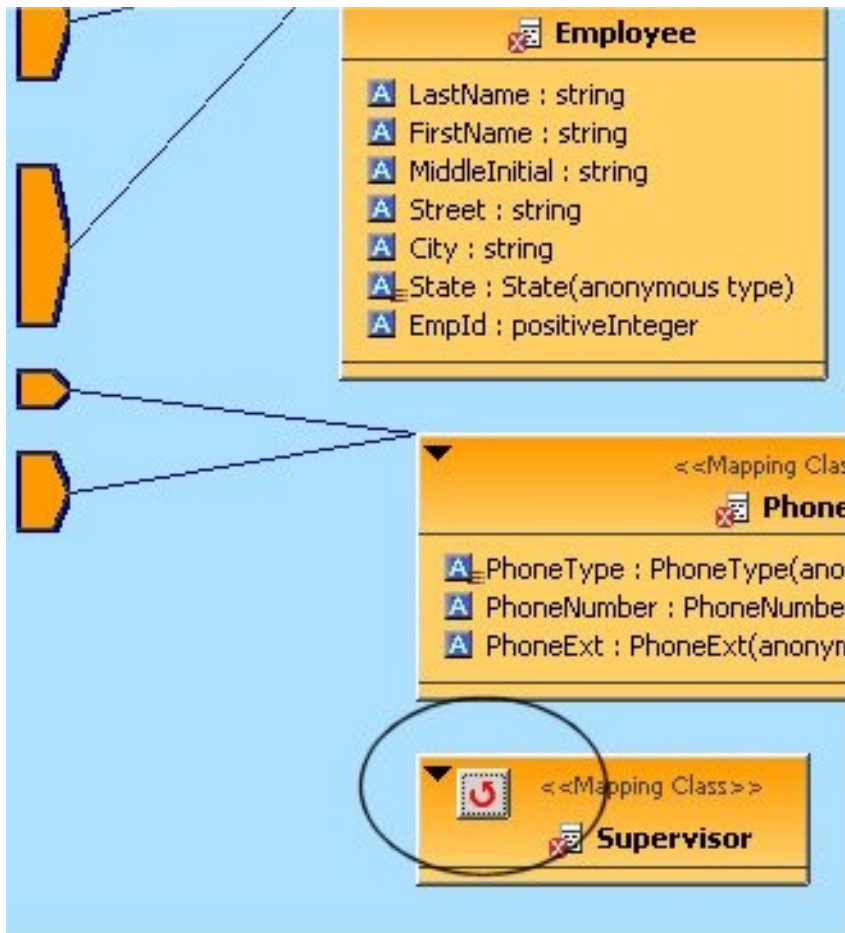 Employee
LastName : string
FirstName : string
MiddleInitial : string
Street : string
City : string
State : State(anonymous type)
EmpId : positiveInteger
<<Mapping Clas
Phone
PhoneType : PhoneType(ano
PhoneNumber : PhoneNumbe
PhoneExt : PhoneExt(anonym
<<Mapping Class>>
Supervisor